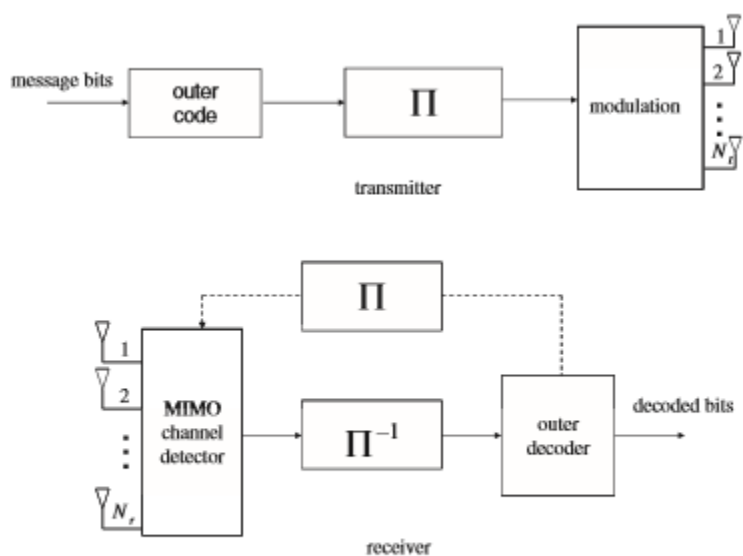 message bits
outer
code
Π
modulation
1
2
N_t
transmitter
Π
1
2
N_r
MIMO
channel
detector
Π⁻¹
outer
decoder
decoded bits
receiver